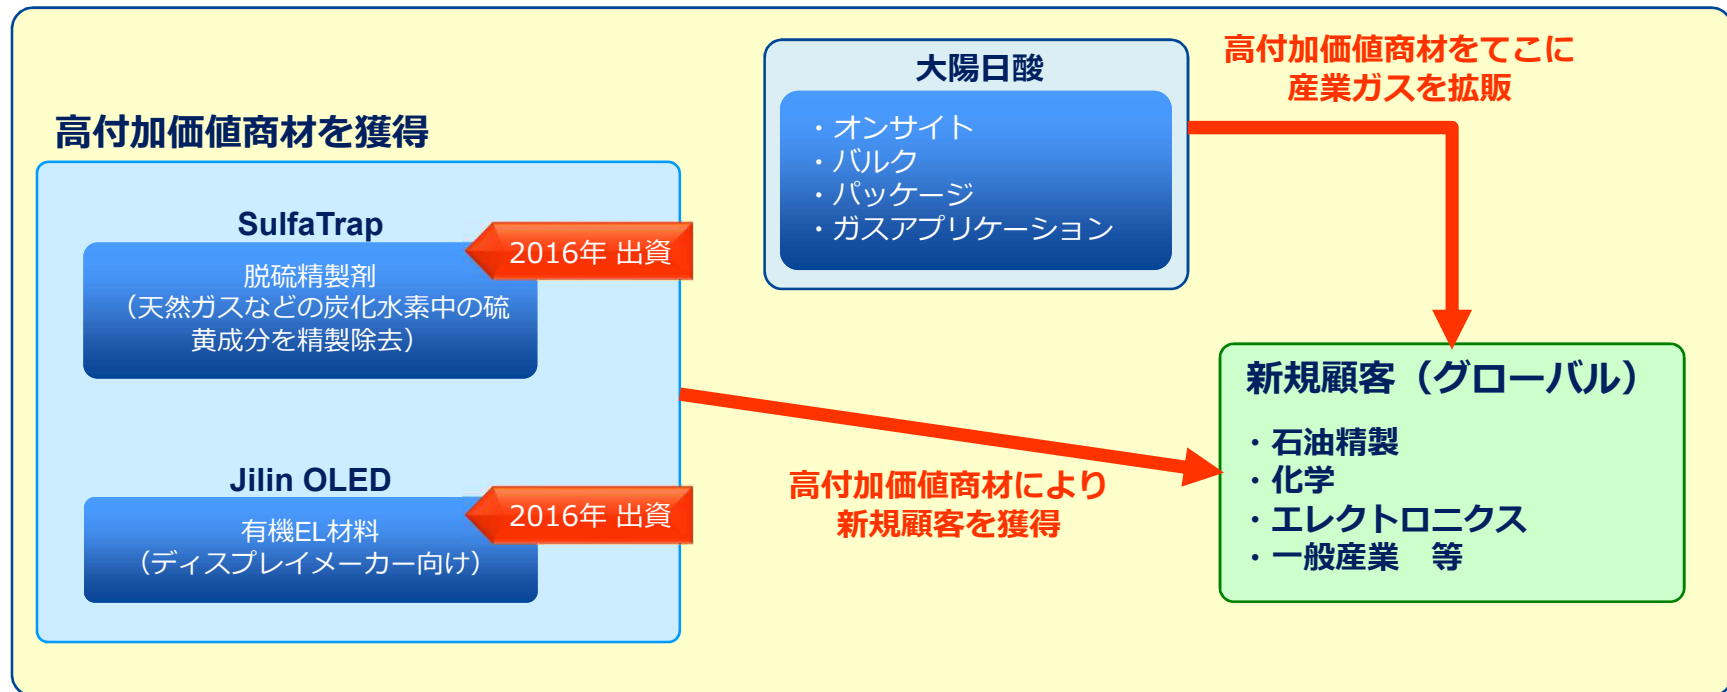 高付加価値商材を獲得
SulfaTrap
2016年 出資
脱硫精製剤
（天然ガスなどの炭化水素中の硫
黄成分を精製除去）
Jilin OLED
2016年 出資
有機EL材料
（ディスプレイメーカー向け）
大陽日酸
・オンサイト
・バルク
・パッケージ
・ガスアプリケーション
高付加価値商材をてこに
産業ガスを拡販
高付加価値商材により
新規顧客を獲得
新規顧客（グローバル）
・石油精製
・化学
・エレクトロニクス
・一般産業　等